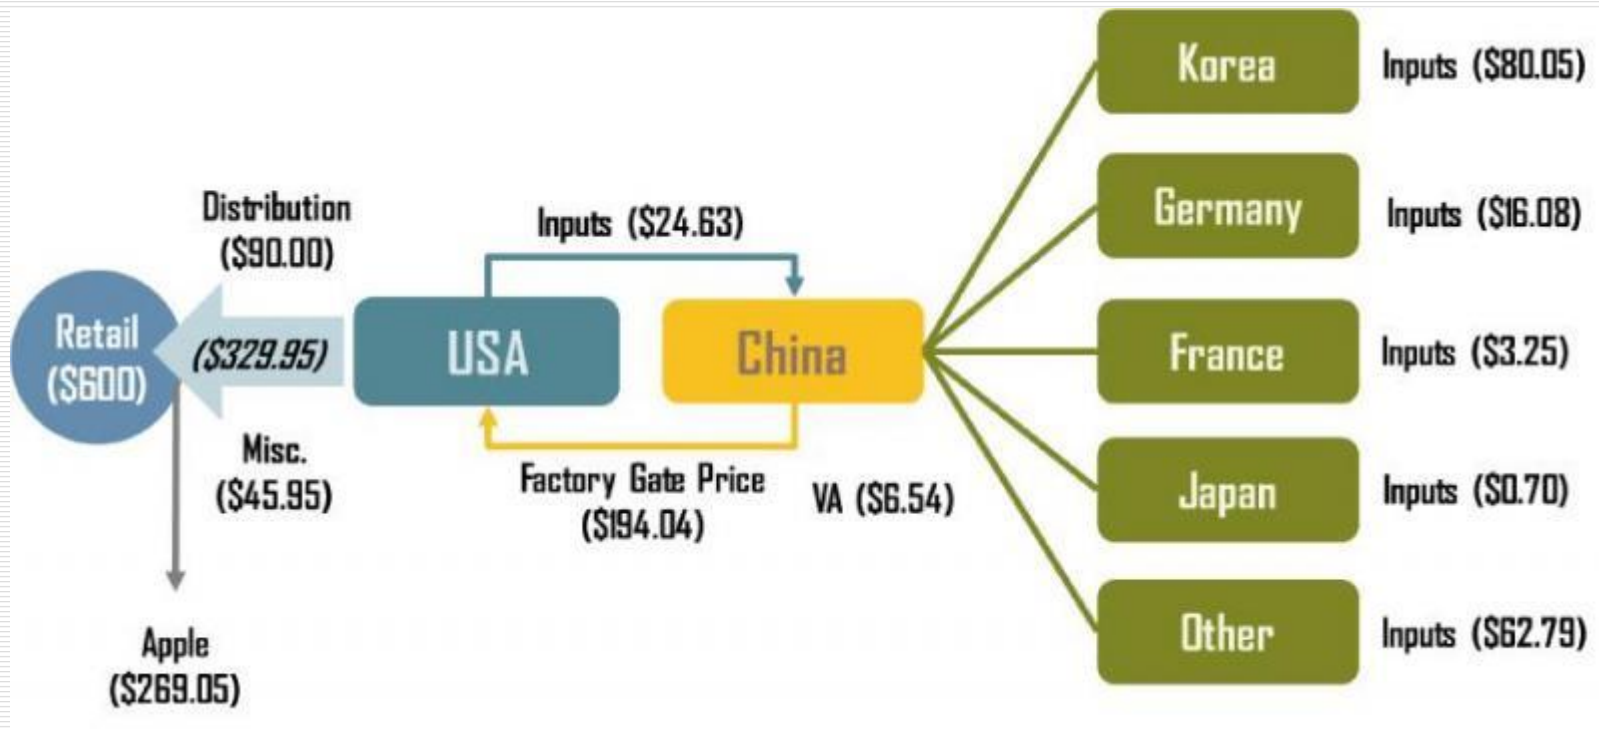 Distribution
($90.00)
Retail
($600)
($329.95)
Misc.
($45.95)
Apple
($269.05)
Inputs ($24.63)
USA
China
Factory Gate Price
($194.04)
VA ($6.54)
Korea
Inputs ($80.05)
Germany
Inputs ($16.08)
France
Inputs ($3.25)
Japan
Inputs ($0.70)
Other
Inputs ($62.79)